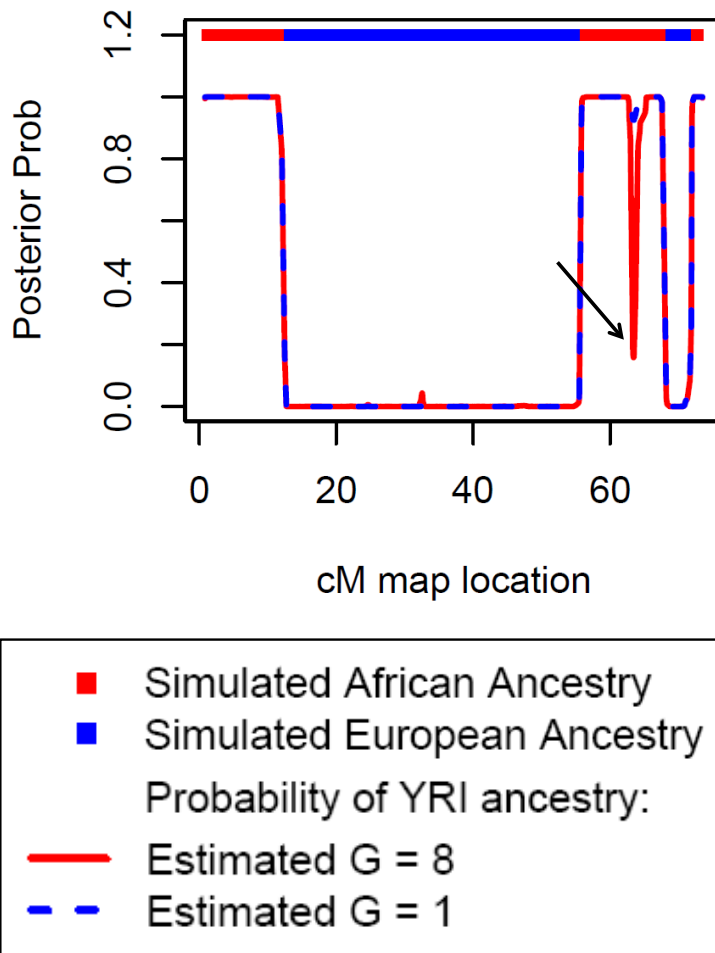 1.2
0.8
0.4
0.0
Posterior Prob
0 20 40 60
cM map location
Simulated African Ancestry
Simulated European Ancestry
Probability of YRI ancestry:
Estimated G = 8
Estimated G = 1